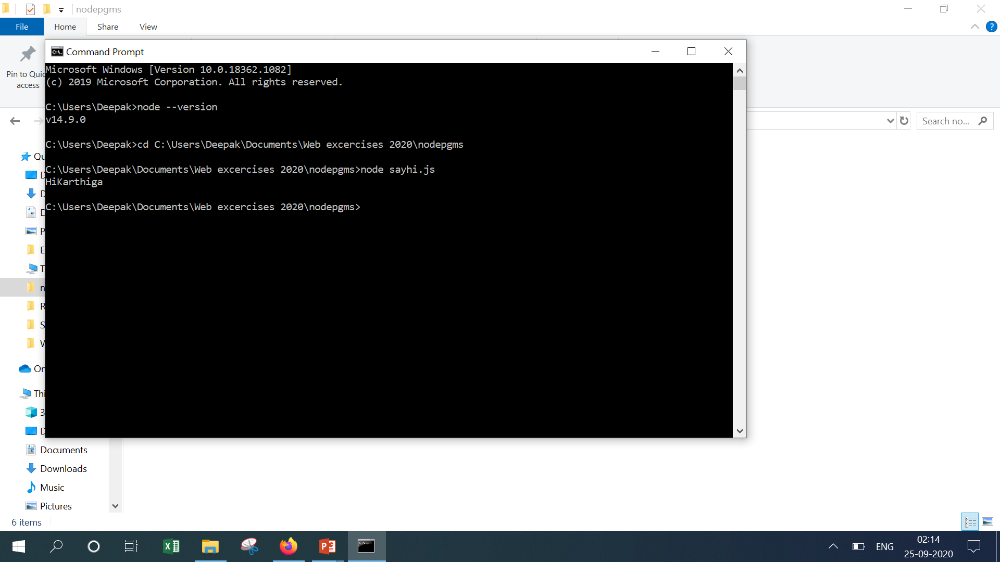 nodepgms
File Home Share View
Pin to Quic
access
Command Prompt
Microsoft Windows [Version 10.0.18362.1082]
(c) 2019 Microsoft Corporation. All rights reserved.
C:\Users\Deepak>node --version
v14.9.0
C:\Users\Deepak>cd C:\Users\Deepak\Documents\Web excercises 2020\nodepgms
C:\Users\Deepak\Documents\Web excercises 2020\nodepgms>node sayhi.js
HiKarthiga
C:\Users\Deepak\Documents\Web excercises 2020\nodepgms>
Search no...
Qu
D
D
D
P
E
T
n
R
S
W
On
Thi
3
D
Documents
Downloads
Music
Pictures
6 items
ENG
02:14
25-09-2020